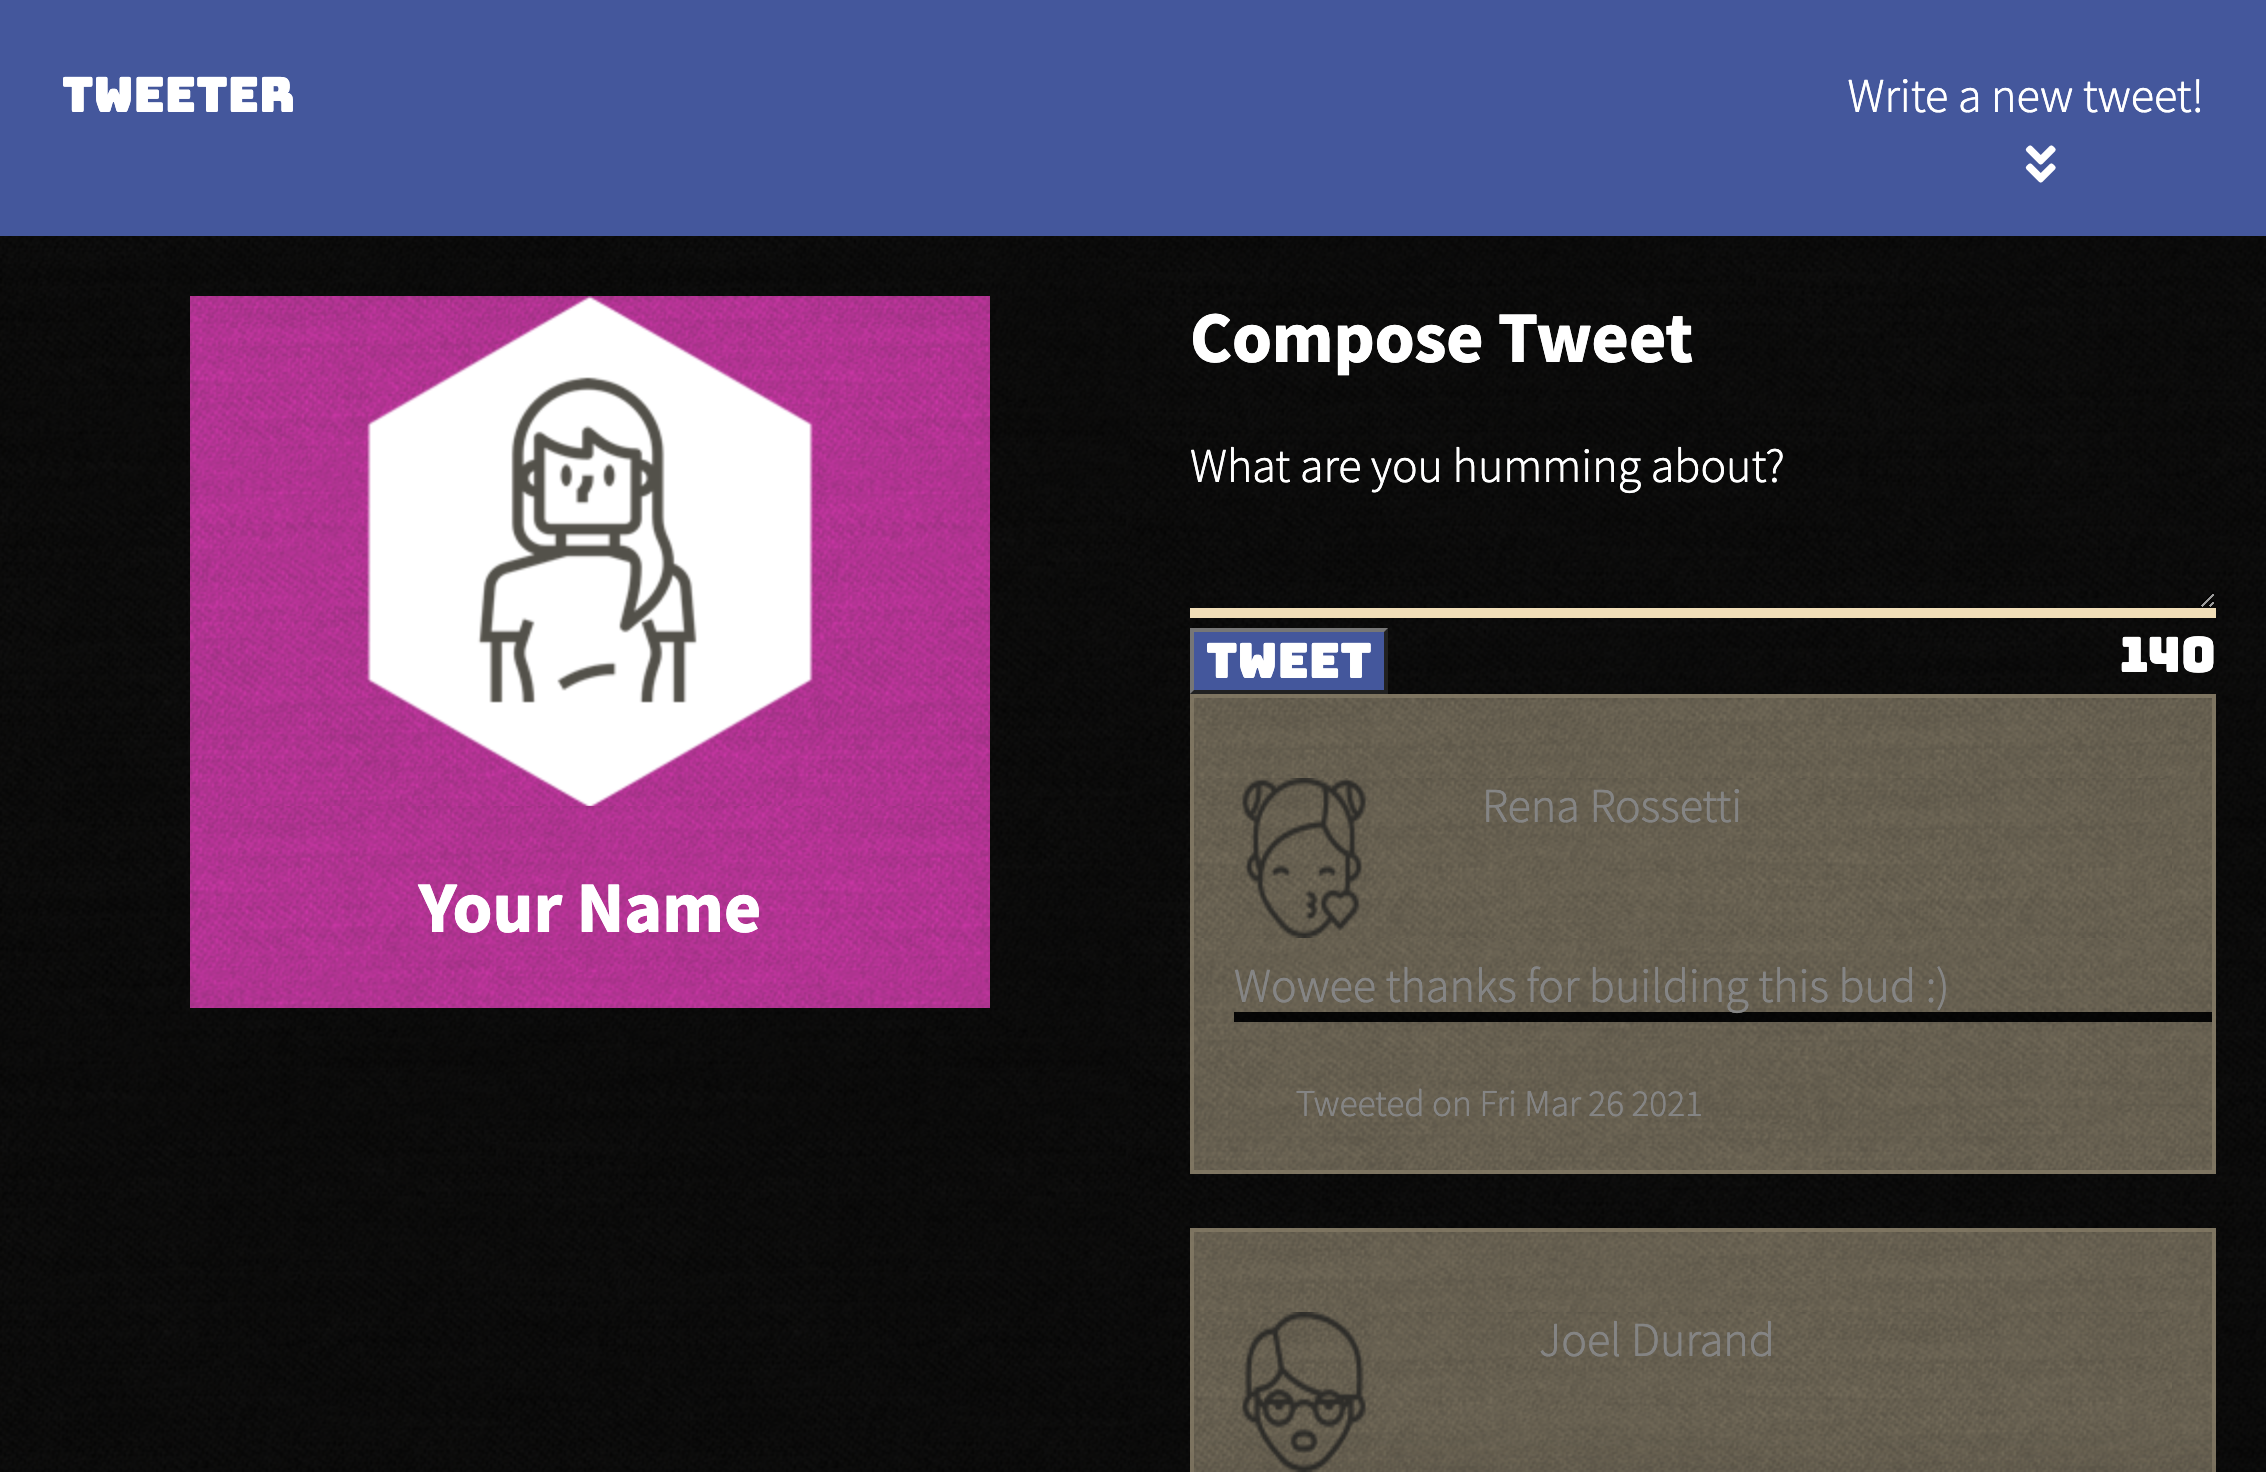 TWEETER
Write a new tweet!
Your Name
Compose Tweet
What are you humming about?
TWEET
140
Rena Rossetti
Wowee thanks for building this bud :)
Tweeted on Fri Mar 26 2021
Joel Durand